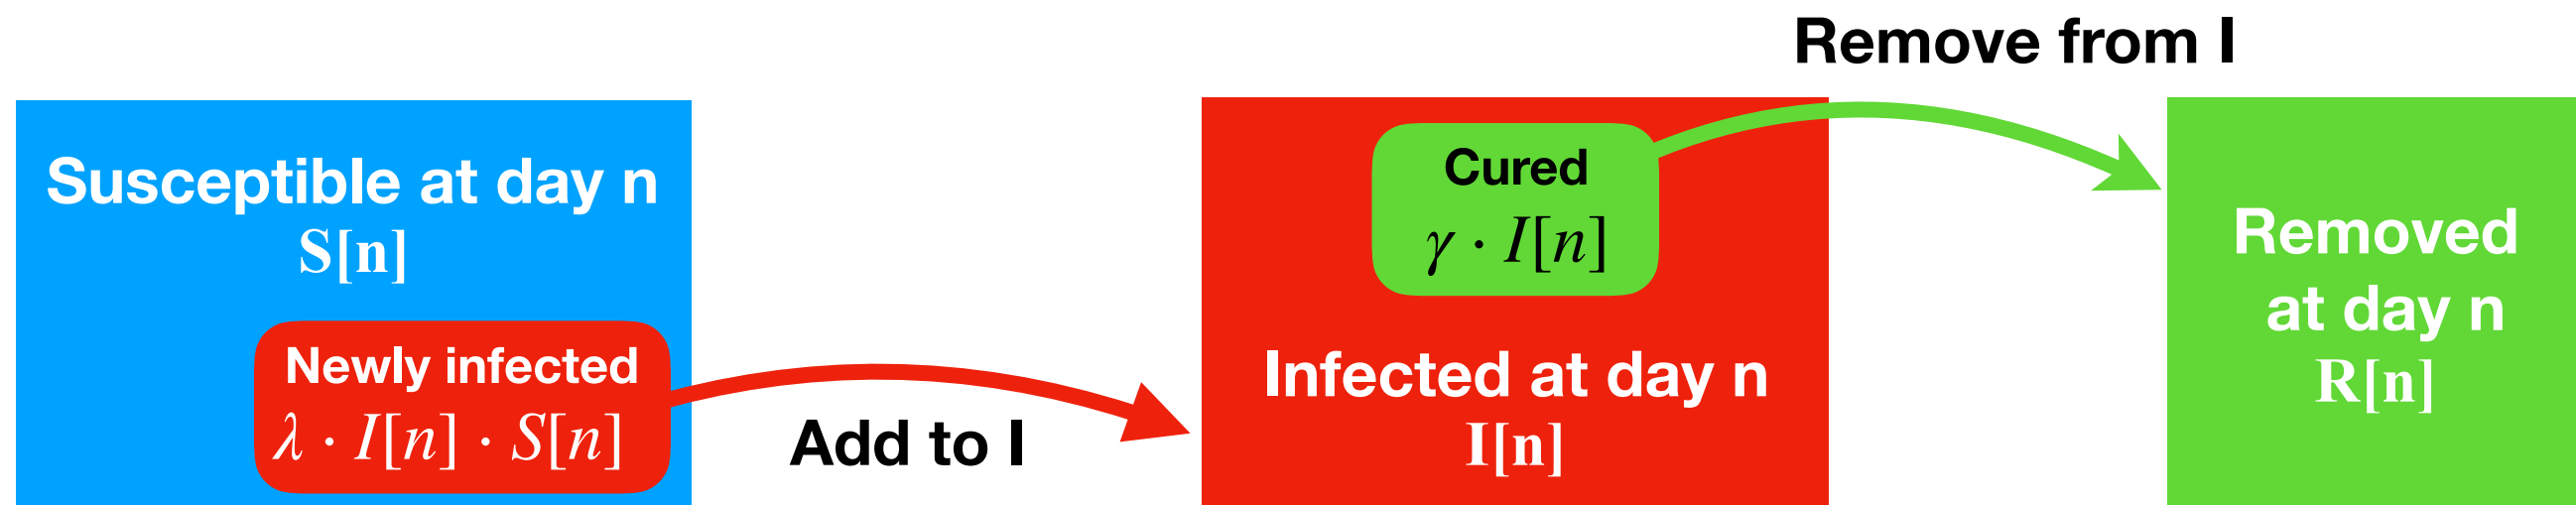 Susceptible at day n
S[n]
Newly infected
λ · I[n] · S[n]
Add to I
Cured
γ · I[n]
Infected at day n
I[n]
Remove from I
Removed
at day n
R[n]